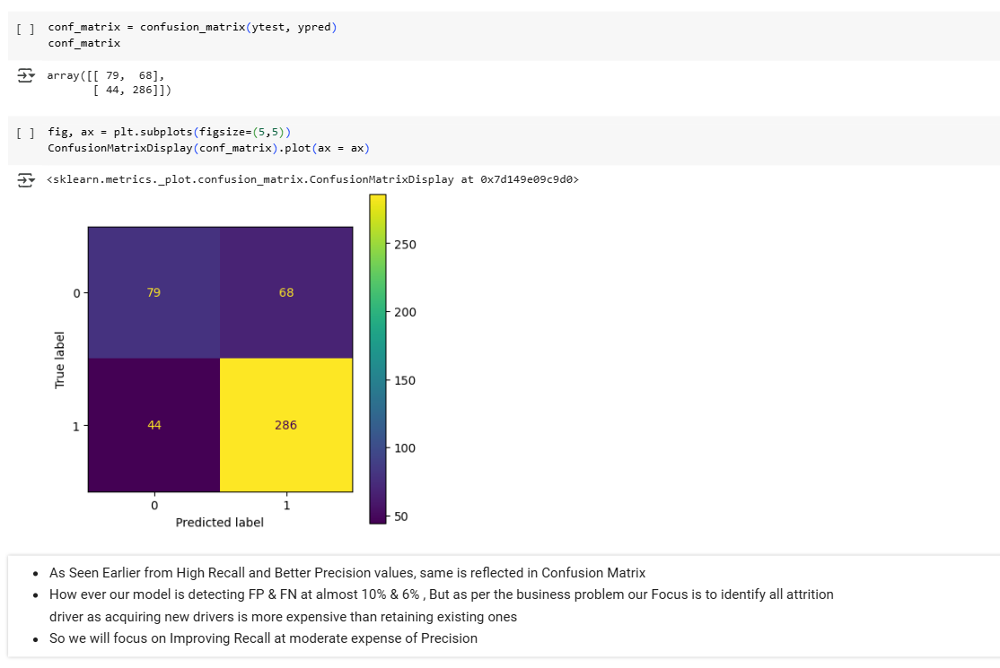 [ ] conf_matrix = confusion_matrix(ytest, ypred)
conf_matrix
array([[ 79,  68],
       [ 44, 286]])
[ ] fig, ax = plt.subplots(figsize=(5,5))
ConfusionMatrixDisplay(conf_matrix).plot(ax = ax)
<sklearn.metrics._plot.confusion_matrix.ConfusionMatrixDisplay at 0x7d149e09c9d0>
250
200
150
100
50
0
79 68
True label
1
44 286
0 1
Predicted label
• As Seen Earlier from High Recall and Better Precision values, same is reflected in Confusion Matrix
• How ever our model is detecting FP & FN at almost 10% & 6% , But as per the business problem our Focus is to identify all attrition
driver as acquiring new drivers is more expensive than retaining existing ones
• So we will focus on Improving Recall at moderate expense of Precision